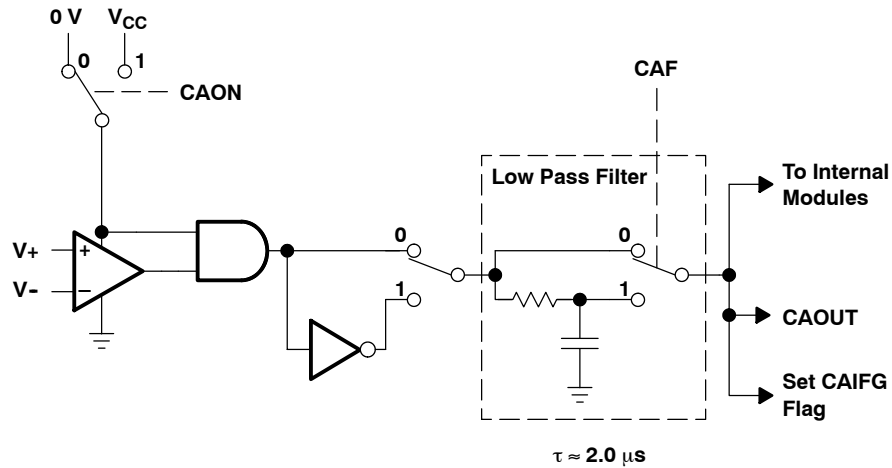 0 V VCC
0 1
CAON
CAF
Low Pass Filter
To Internal
Modules
V+
+
V-
−
0
1
0
1
CAOUT
Set CAIFG
Flag
τ ≈ 2.0 μs